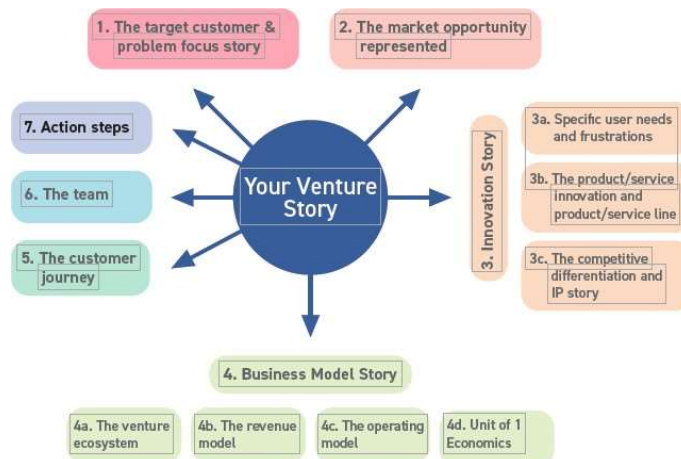 1. The target customer &
problem focus story
2. The market opportunity
represented
7. Action steps
6. The team
5. The customer
journey
Your Venture
Story
3. Innovation Story
3a. Specific user needs
and frustrations
3b. The product/service
innovation and
product/service line
3c. The competitive
differentiation and
IP story
4. Business Model Story
4a. The venture
ecosystem
4b. The revenue
model
4c. The operating
model
4d. Unit of 1
Economics